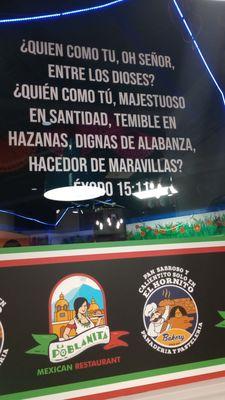 ¿QUIEN COMO TU, OH SEÑOR,
ENTRE LOS DIOSES?
¿QUIÉN COMO TÚ, MAJESTUOSO
EN SANTIDAD, TEMIBLE EN
HAZANAS, DIGNAS DE ALABANZA,
HACEDOR DE MARAVILLAS?
ÉXODO 15:11
LA
POBLANITA
MEXICAN RESTAURANT
PAN SABROSO Y
CALIENTITO SOLO EN
EL HORNITO
Bakery
PANADERIA Y PASTELERIA